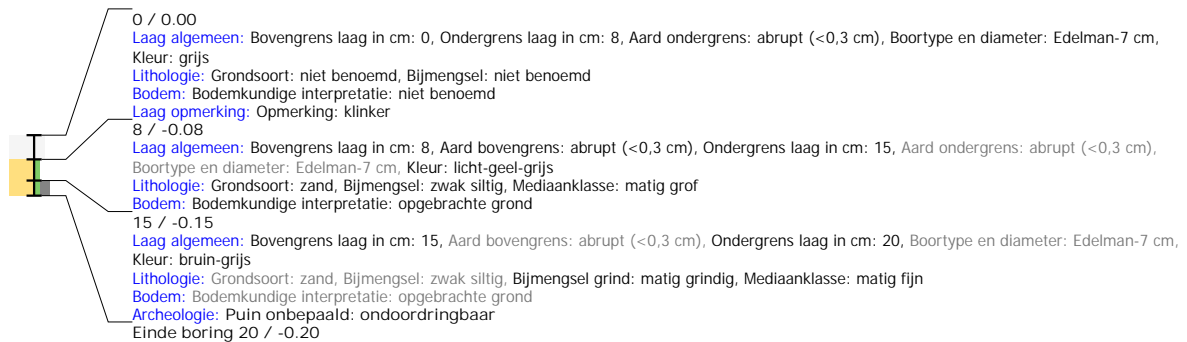 0 / 0.00
Laag algemeen: Bovengrens laag in cm: 0, Ondergrens laag in cm: 8, Aard ondergrens: abrupt (<0,3 cm), Boortype en diameter: Edelman-7 cm,
Kleur: grijs
Lithologie: Grondsoort: niet benoemd, Bijmengsel: niet benoemd
Bodem: Bodemkundige interpretatie: niet benoemd
Laag opmerking: Opmerking: klinker
8 / -0.08
Laag algemeen: Bovengrens laag in cm: 8, Aard bovengrens: abrupt (<0,3 cm), Ondergrens laag in cm: 15, Aard ondergrens: abrupt (<0,3 cm),
Boortype en diameter: Edelman-7 cm, Kleur: licht-geel-grijs
Lithologie: Grondsoort: zand, Bijmengsel: zwak siltig, Mediaanklasse: matig grof
Bodem: Bodemkundige interpretatie: opgebrachte grond
15 / -0.15
Laag algemeen: Bovengrens laag in cm: 15, Aard bovengrens: abrupt (<0,3 cm), Ondergrens laag in cm: 20, Boortype en diameter: Edelman-7 cm,
Kleur: bruin-grijs
Lithologie: Grondsoort: zand, Bijmengsel: zwak siltig, Bijmengsel grind: matig grindig, Mediaanklasse: matig fijn
Bodem: Bodemkundige interpretatie: opgebrachte grond
Archeologie: Puin onbepaald: ondoordringbaar
Einde boring 20 / -0.20